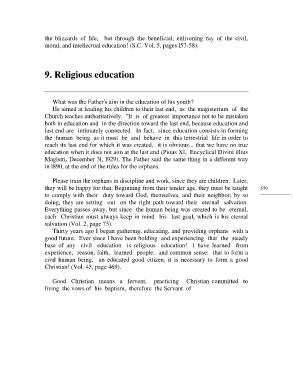 the blizzards of life, but through the beneficial, enlivening ray of the civil,
moral, and intellectual education! (S.C. Vol. 5, pages 157-58).
9. Religious education
What was the Father's aim in the education of his youth?
He aimed at leading his children to their last end, as the magisterium of the
Church teaches authoritatively. "It is of greatest importance not to be mistaken
both in education and in the direction toward the last end, because education and
last end are intimately connected. In fact, since education consists in forming
the human being as it must be and behave in this terrestrial life in order to
reach its last end for which it was created, it is obvious... that we have no true
education when it does not aim at the last end (Pious XI, Encyclical Divini illius
Magistri, December 31, 1929). The Father said the same thing in a different way
in 1890, at the end of the rules for the orphans.
Please train the orphans in discipline and work, since they are children. Later,
they will be happy for that. Beginning from their tender age, they must be taught
to comply with their duty toward God, themselves, and their neighbor; by so
doing, they are setting out on the right path toward their eternal salvation.
Everything passes away, but since the human being was created to be eternal,
each Christian must always keep in mind his last goal, which is his eternal
salvation (Vol. 2, page 75).
Thirty years ago I began gathering, educating, and providing orphans with a
good future. Ever since I have been holding and experiencing that the steady
base of any civil education is religious education! I have learned from
experience, reason, faith, learned people, and common sense: that to form a
civil human being, an educated good citizen, it is necessary to form a good
Christian! (Vol. 45, page 469).
Good Christian means a fervent, practicing Christian committed to
living the vows of his baptism, therefore the Servant of